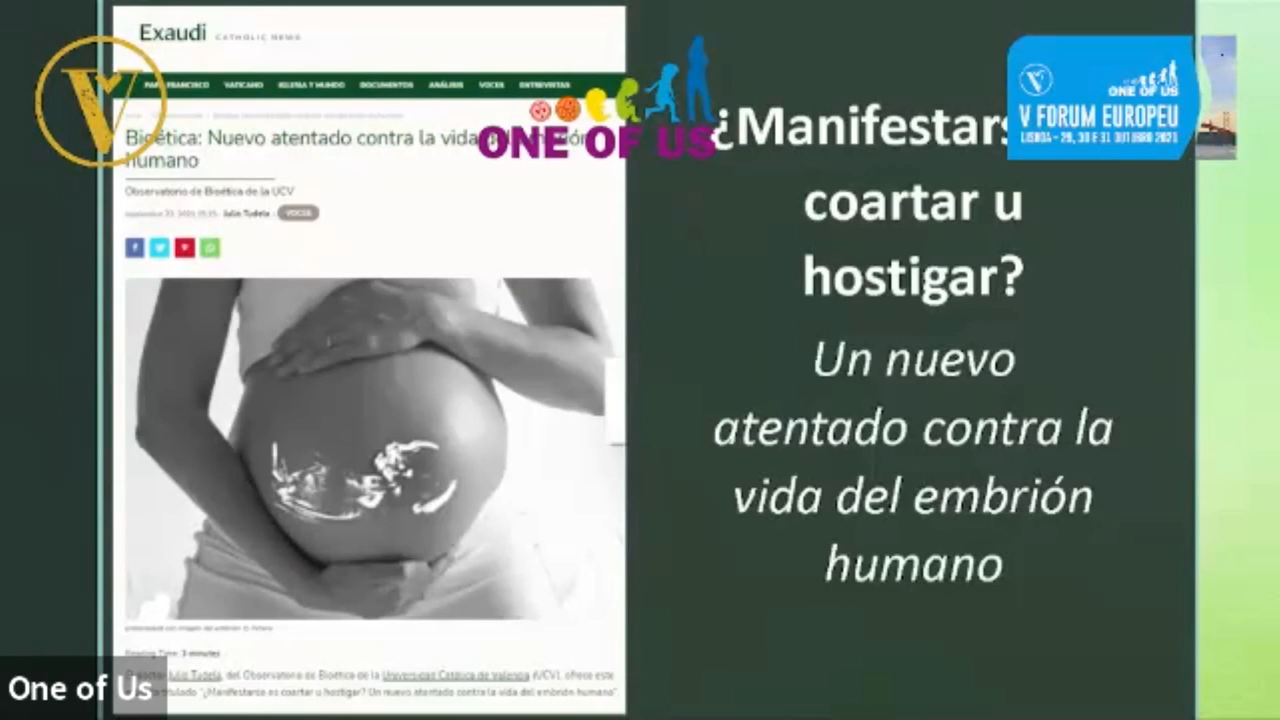 Exaudi CATHOLIC NEWS
PAPA FRANCISCO VATICANO IGLESIA Y MUNDO DOCUMENTOS ANÁLISIS VOCES ENTREVISTAS
Bioética: Nuevo atentado contra la vida
humano
Observatorio de Bioética de la UCV
Julio Tudela
VOCES
Reading Time: 3 minutes
Julio Tudela, del Observatorio de Bioética de la Universidad Católica de Valencia (UCV), ofrece este
titulado "¿Manifestarse es coartar u hostigar? Un nuevo atentado contra la vida del embrión humano"
V
ONE OF US
¿Manifestars
coartar u
hostigar?
Un nuevo
atentado contra la
vida del embrión
humano
V
ONE OF US
V FORUM EUROPEU
LISBOA - 29, 30 E 31 OUTUBRO 2021
One of Us